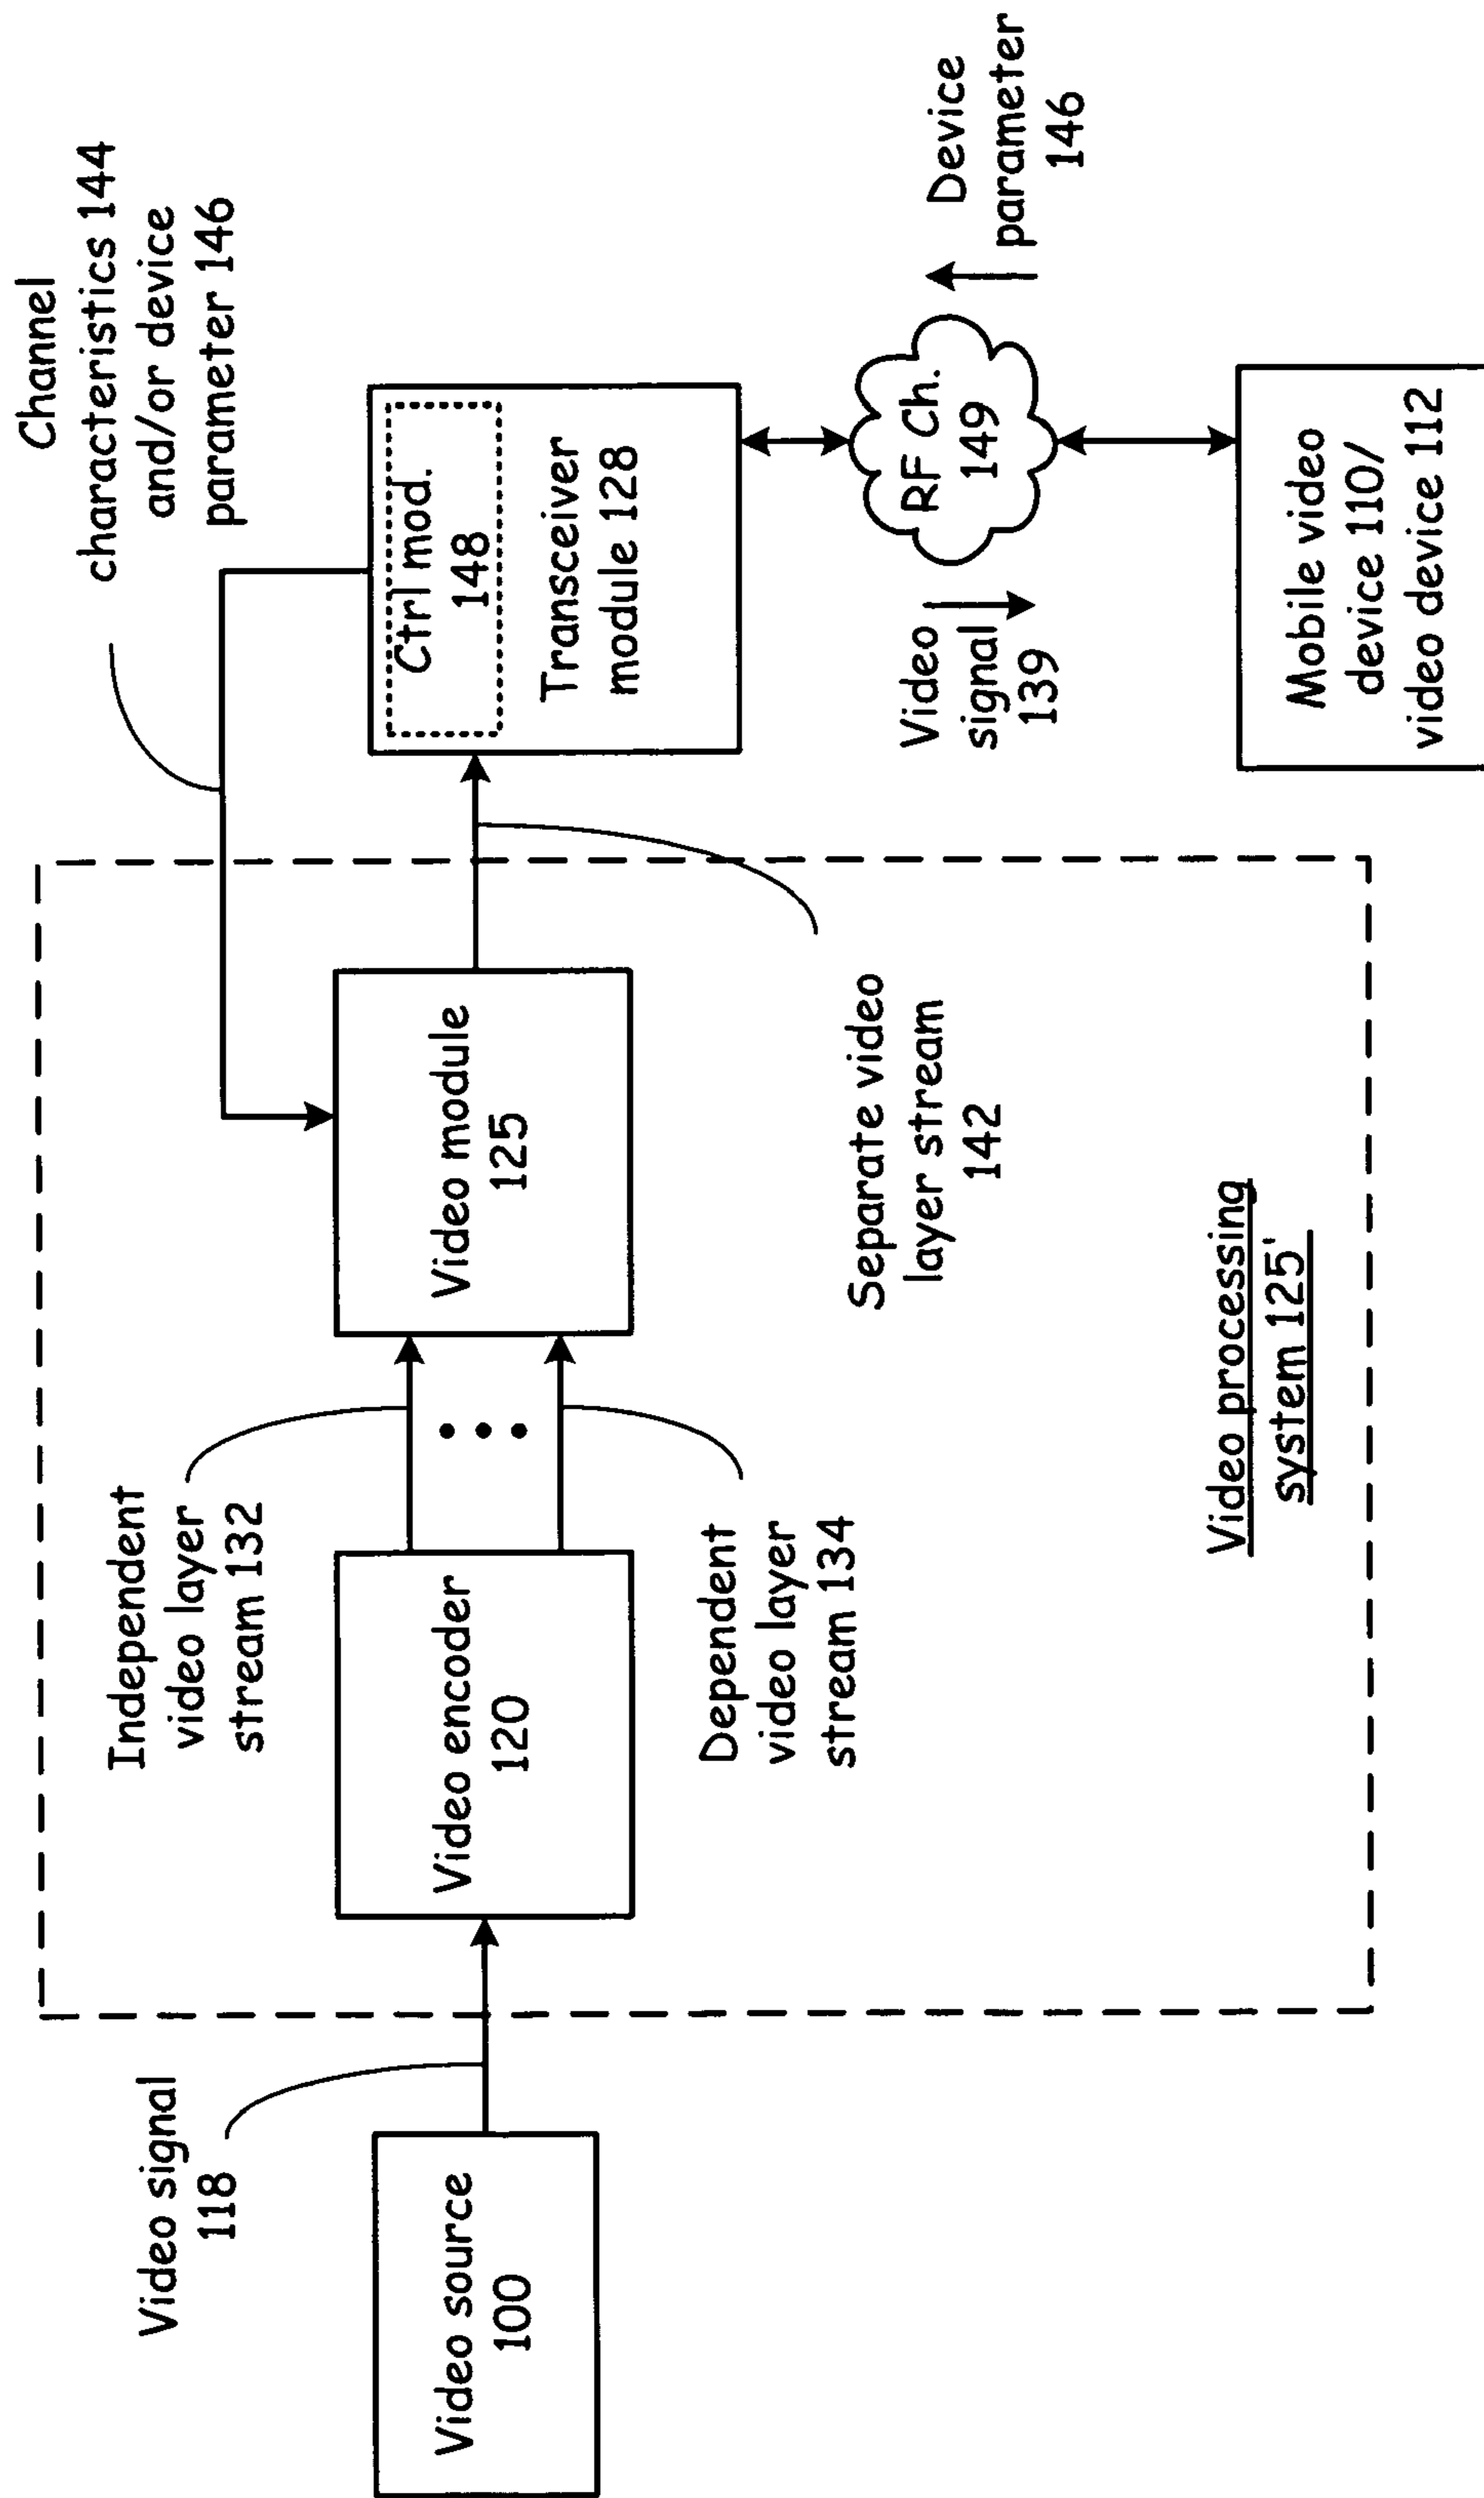 Video signal
118
Video source
100
Independent
video layer
stream 132
Video encoder
120
Dependent
video layer
stream 134
Video module
125
Separate video
layer stream
142
Video processing
system 125'
Channel
characteristics 144
and/or device
parameter 146
Ctrl mod.
148
Transceiver
module 128
Video
signal
139
RF Ch.
149
Device
parameter
146
Mobile video
device 110/
video device 112